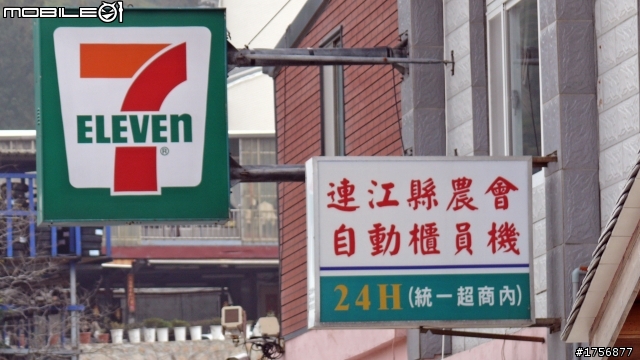 MOBILE01
7
ELEVEn®
連江縣農會
自動櫃員機
24H(統一超商內)
#1756877